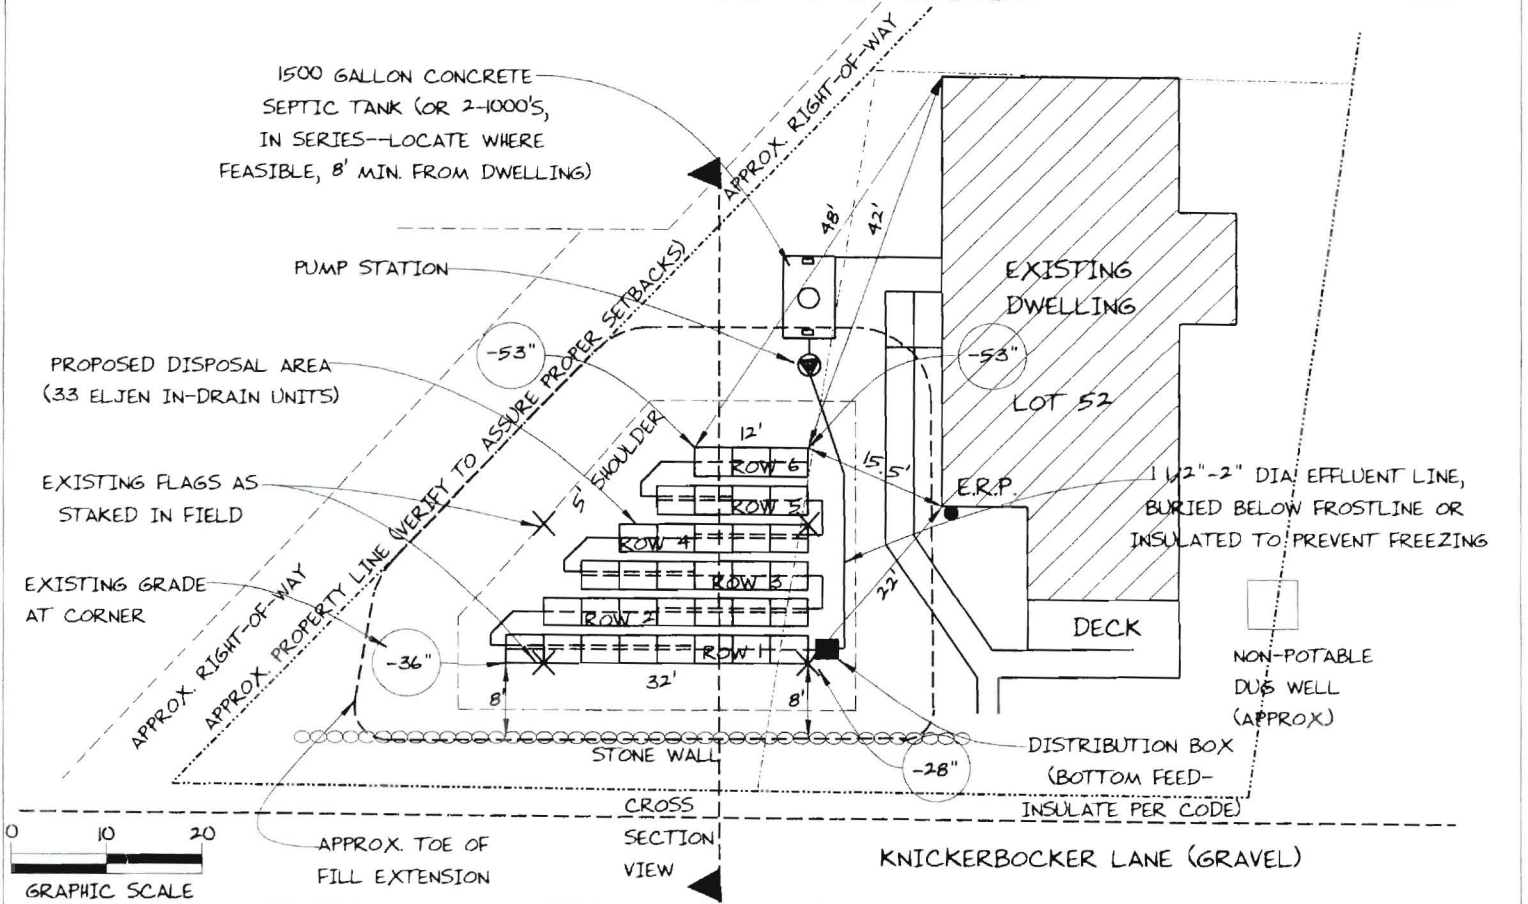 1500 GALLON CONCRETE
SEPTIC TANK (OR 2-1000'S,
IN SERIES--LOCATE WHERE
FEASIBLE, 8' MIN. FROM DWELLING)
APPROX. RIGHT-OF-WAY
48'
42'
PUMP STATION
EXISTING
DWELLING
LOT 52
-53"
-53"
PROPOSED DISPOSAL AREA
(33 ELJEN IN-DRAIN UNITS)
APPROX. PROPERTY LINE (VERIFY TO ASSURE PROPER SETBACKS)
5' SHOULDER
12'
ROW 6
15.5'
E.R.P.
1 1/2"-2" DIA. EFFLUENT LINE,
BURIED BELOW FROSTLINE OR
INSULATED TO PREVENT FREEZING
EXISTING FLAGS AS
STAKED IN FIELD
ROW 5
ROW 4
ROW 3
22'
EXISTING GRADE
AT CORNER
APPROX. RIGHT-OF-WAY
ROW 2
DECK
-36"
ROW 1
32'
8'
8'
NON-POTABLE
DUG WELL
(APPROX)
STONE WALL
-28"
DISTRIBUTION BOX
(BOTTOM FEED-
INSULATE PER CODE)
CROSS
SECTION
VIEW
0 10 20
GRAPHIC SCALE
APPROX. TOE OF
FILL EXTENSION
KNICKERBOCKER LANE (GRAVEL)